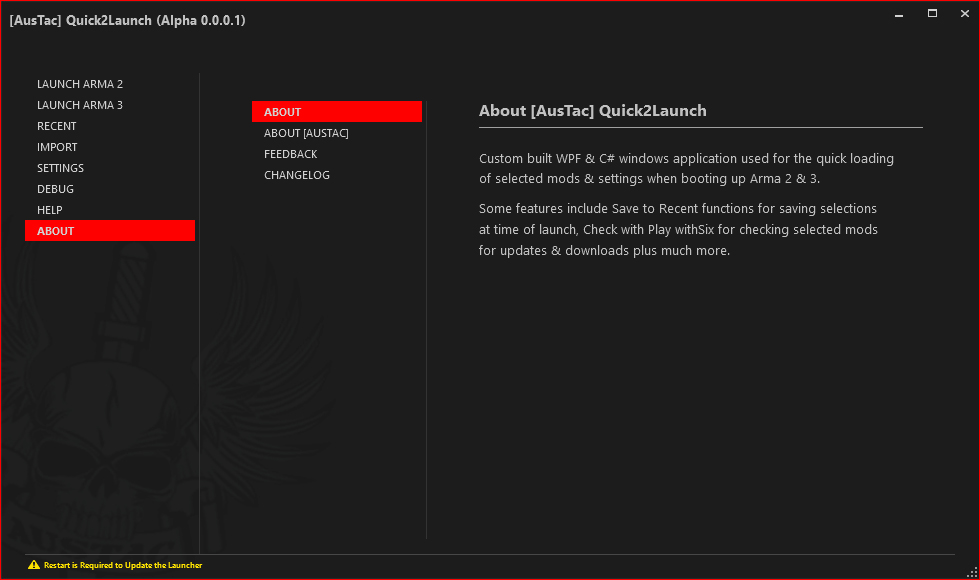 [AusTac] Quick2Launch (Alpha 0.0.0.1)
LAUNCH ARMA 2
LAUNCH ARMA 3
RECENT
IMPORT
SETTINGS
DEBUG
HELP
ABOUT
ABOUT
ABOUT [AUSTAC]
FEEDBACK
CHANGELOG
About [AusTac] Quick2Launch
Custom built WPF & C# windows application used for the quick loading
of selected mods & settings when booting up Arma 2 & 3.
Some features include Save to Recent functions for saving selections
at time of launch, Check with Play withSix for checking selected mods
for updates & downloads plus much more.
AUSTAC
Restart is Required to Update the Launcher